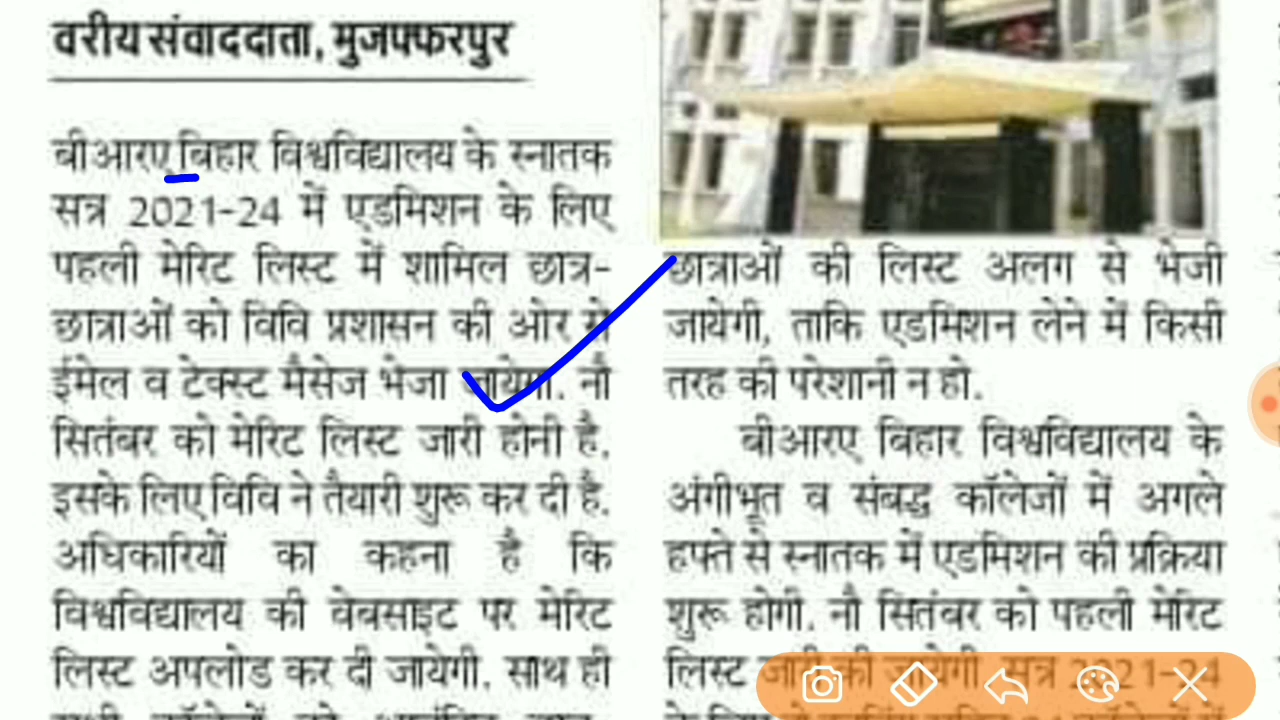 वरीय संवाददाता, मुजफ्फरपुर
बीआरए बिहार विश्वविद्यालय के स्नातक
सत्र 2021-24 में एडमिशन के लिए
पहली मेरिट लिस्ट में शामिल छात्र-
छात्राओं को विवि प्रशासन की ओर से
ईमेल व टेक्स्ट मैसेज भेजा जायेगा. नौ
सितंबर को मेरिट लिस्ट जारी होनी है.
इसके लिए विवि ने तैयारी शुरू कर दी है.
अधिकारियों का कहना है कि
विश्वविद्यालय की वेबसाइट पर मेरिट
लिस्ट अपलोड कर दी जायेगी. साथ ही
छात्राओं की लिस्ट अलग से भेजी
जायेगी, ताकि एडमिशन लेने में किसी
तरह की परेशानी न हो.
बीआरए बिहार विश्वविद्यालय के
अंगीभूत व संबद्ध कॉलेजों में अगले
हफ्ते से स्नातक में एडमिशन की प्रक्रिया
शुरू होगी. नौ सितंबर को पहली मेरिट
लिस्ट जारी की जायेगी. सत्र 2021-24